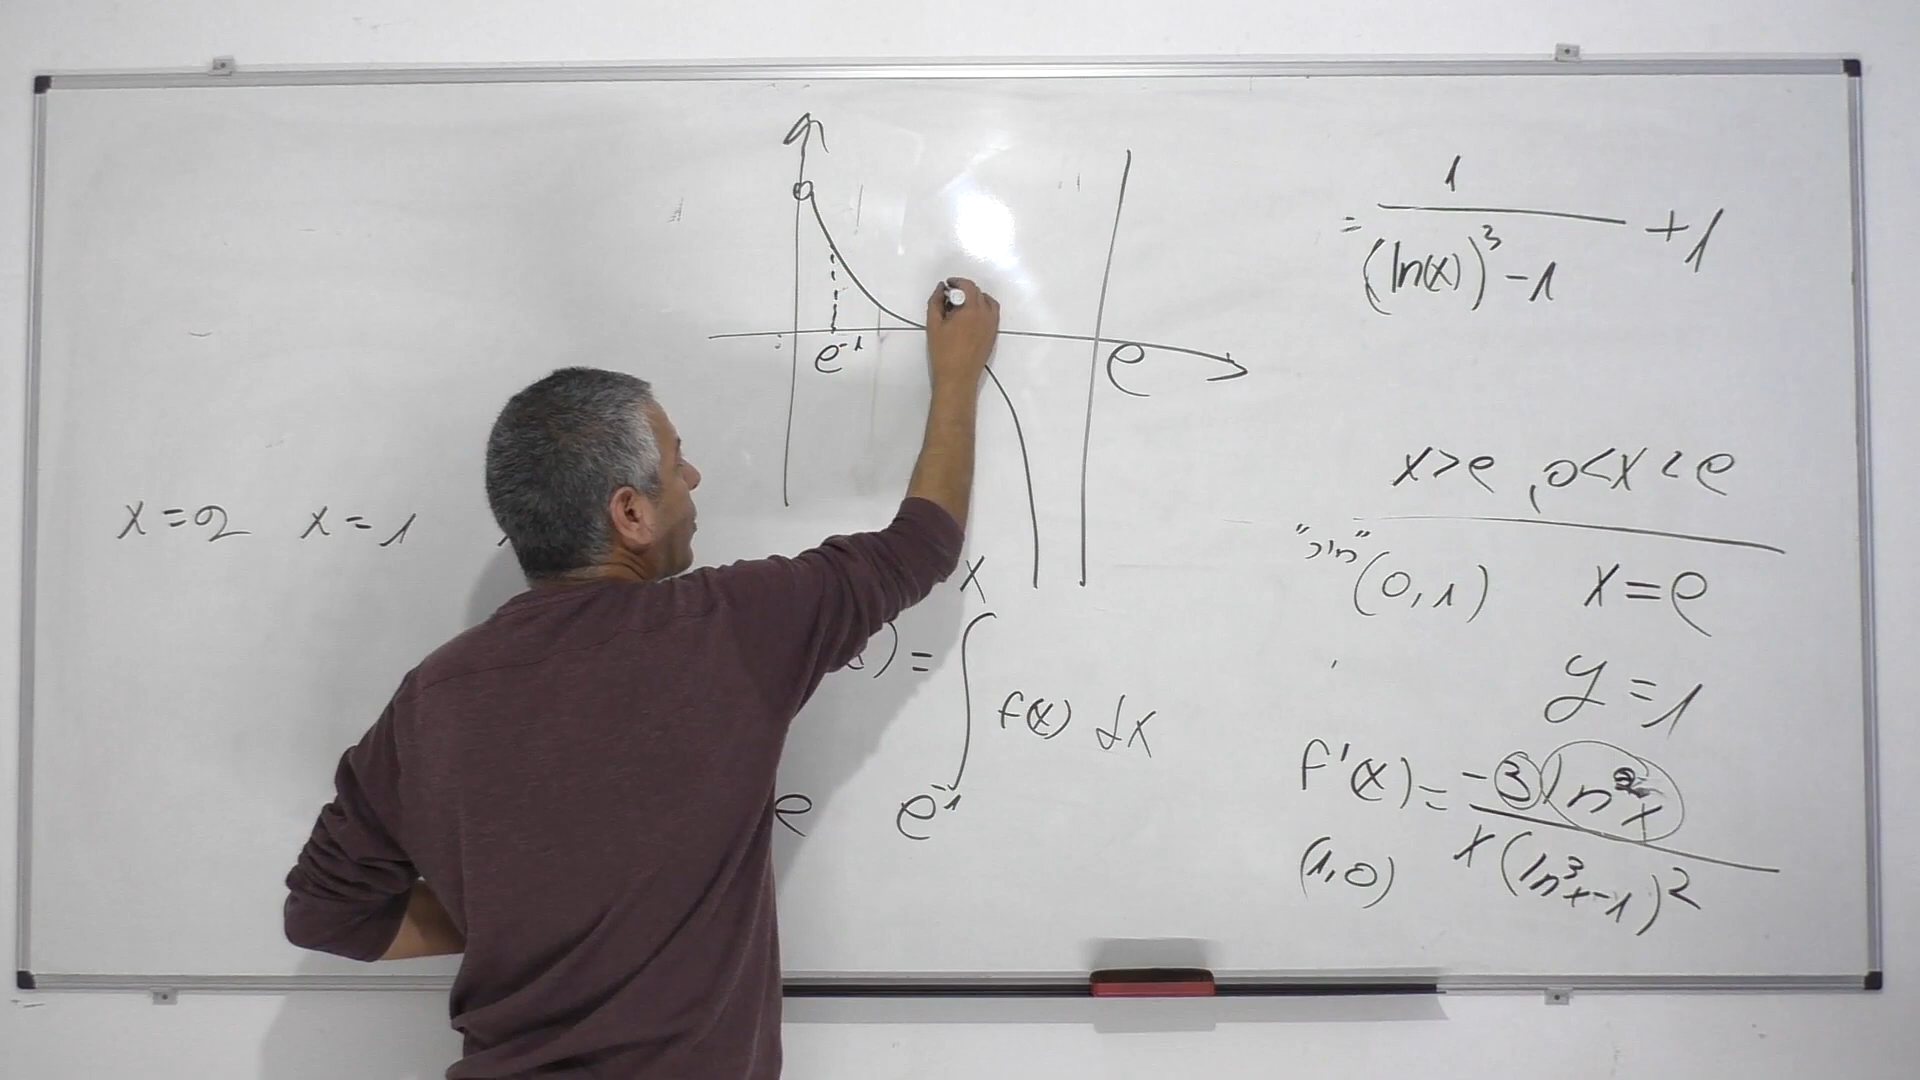 e⁻¹
e
x=2 x=1
x) = ∫ f(x) dx
x
e⁻¹
e
= 1/((ln(x))³-1) +1
x>e , 0<x<e
"חור" (0,1) x=e
y=1
f'(x) = -3 ln²x/(x(ln³x-1)²)
(1,0)